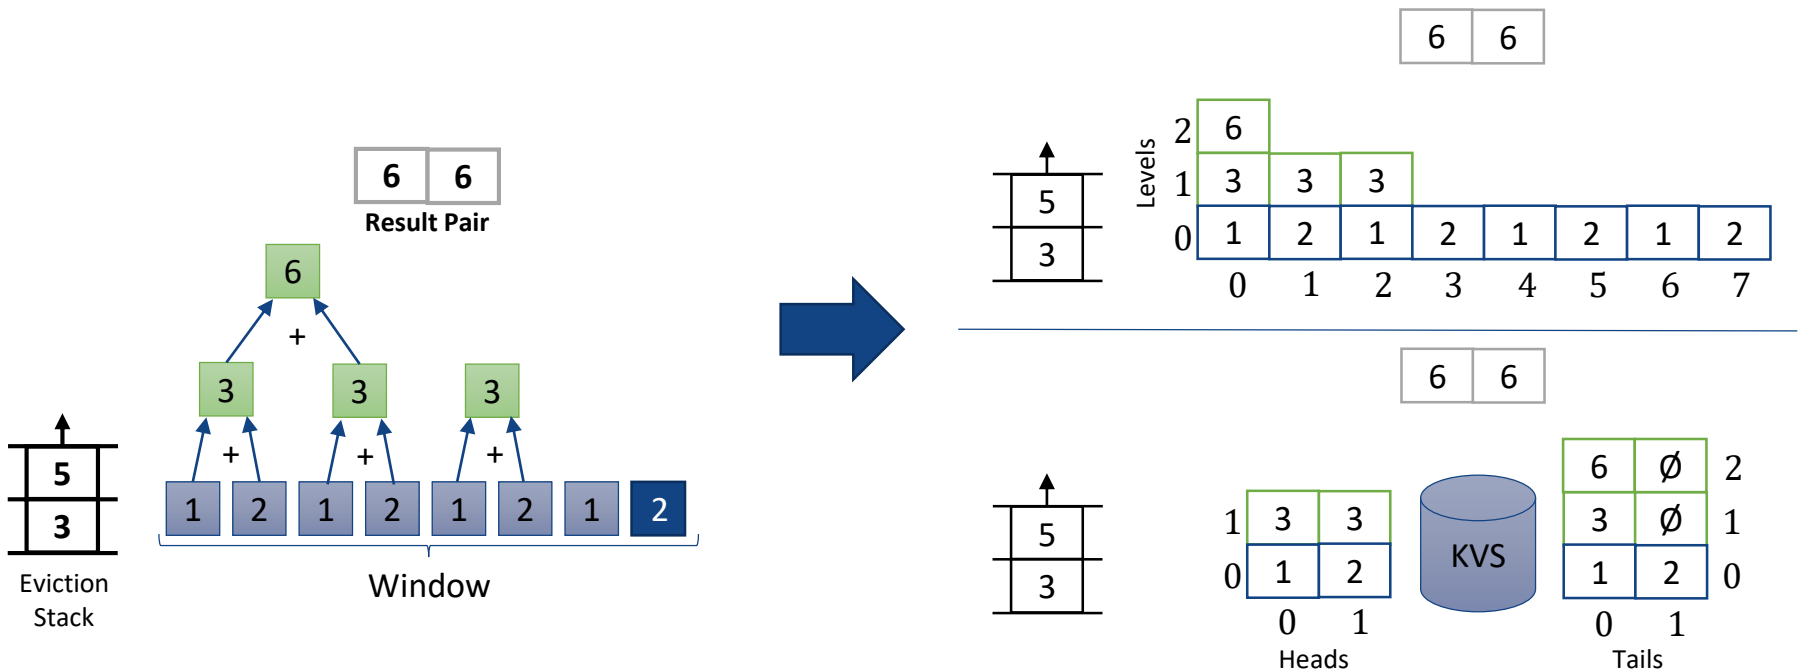 6 6
Result Pair
6
+
3 3 3
+ + +
5
3
1 2 1 2 1 2 1 2
Eviction
Stack
Window
6 6
Levels
2 6
1 3 3 3
0 1 2 1 2 1 2 1 2
0 1 2 3 4 5 6 7
5
3
6 6
5
3
1 3 3
0 1 2
0 1
Heads
KVS
6 Ø 2
3 Ø 1
1 2 0
0 1
Tails